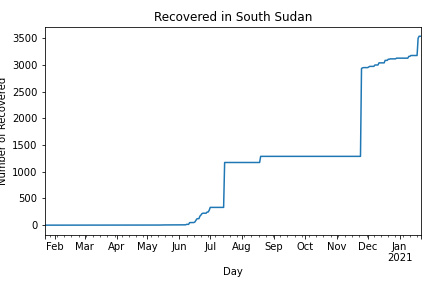 Recovered in South Sudan
Number of Recovered
3500
3000
2500
2000
1500
1000
500
0
Feb Mar Apr May Jun Jul Aug Sep Oct Nov Dec Jan
2021
Day